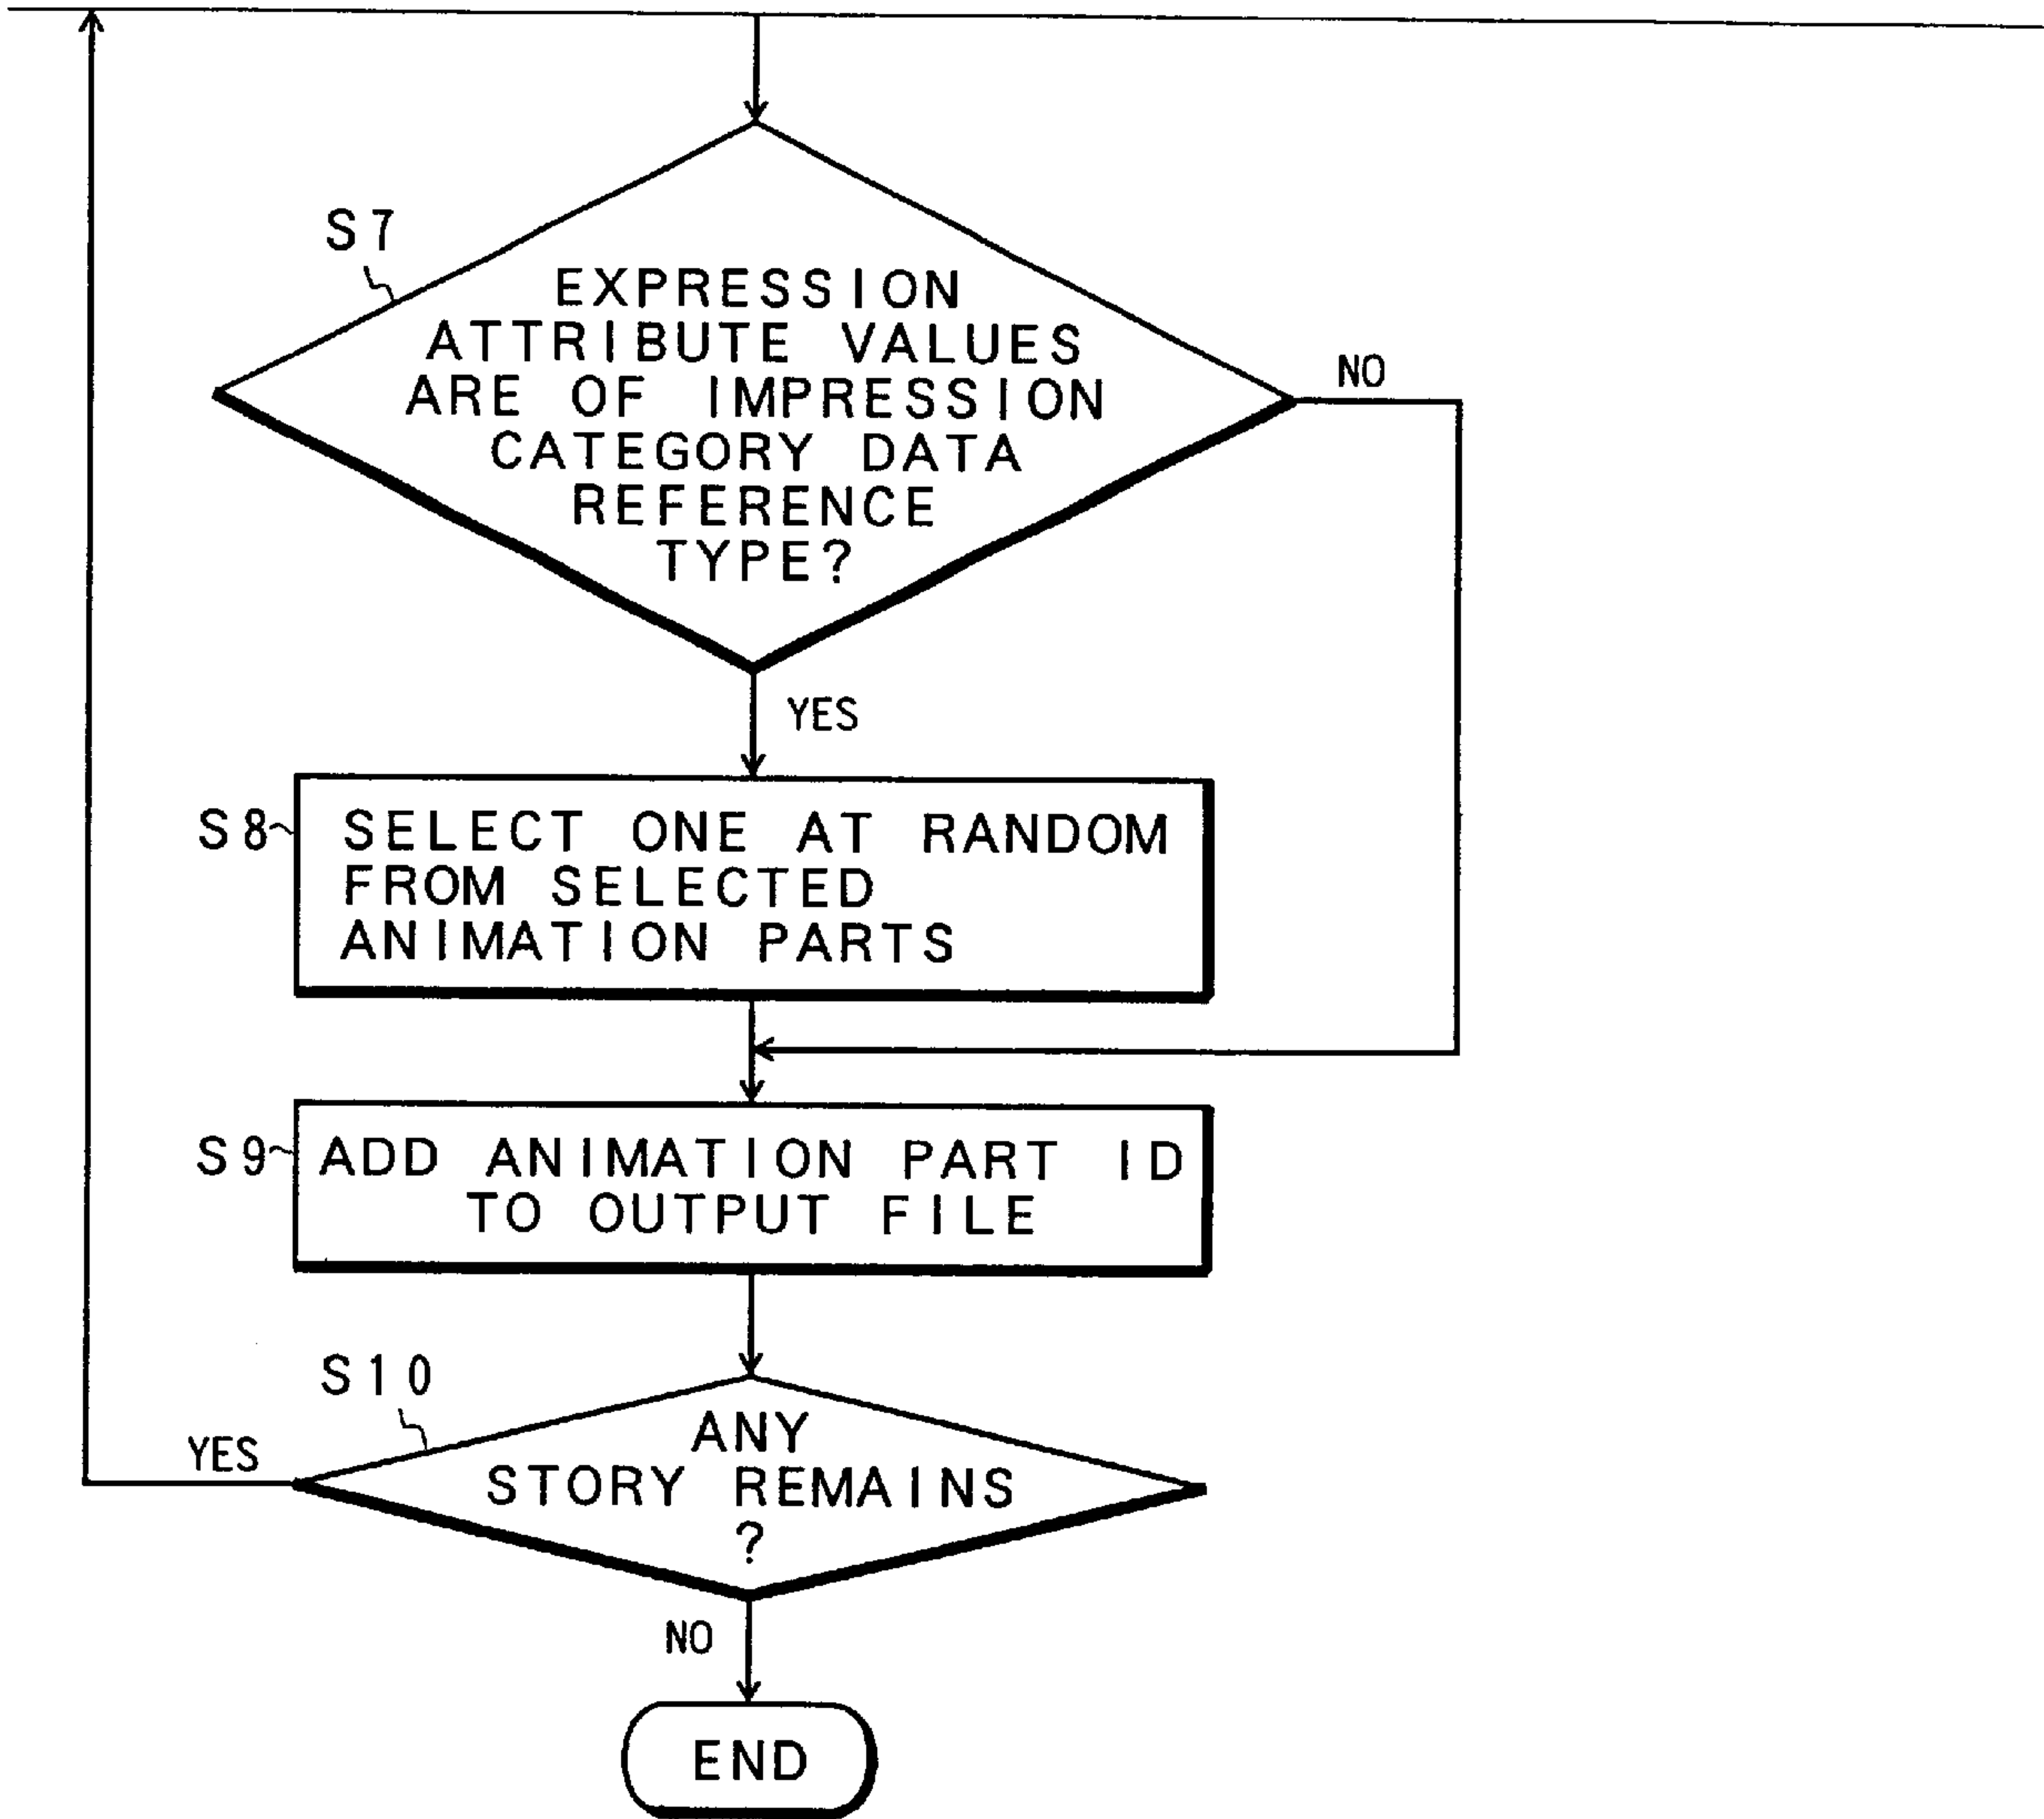 S7
EXPRESSION
ATTRIBUTE VALUES
ARE OF IMPRESSION
CATEGORY DATA
REFERENCE
TYPE?
NO
YES
S8
SELECT ONE AT RANDOM
FROM SELECTED
ANIMATION PARTS
S9
ADD ANIMATION PART ID
TO OUTPUT FILE
S10
ANY
STORY REMAINS
?
YES
NO
END